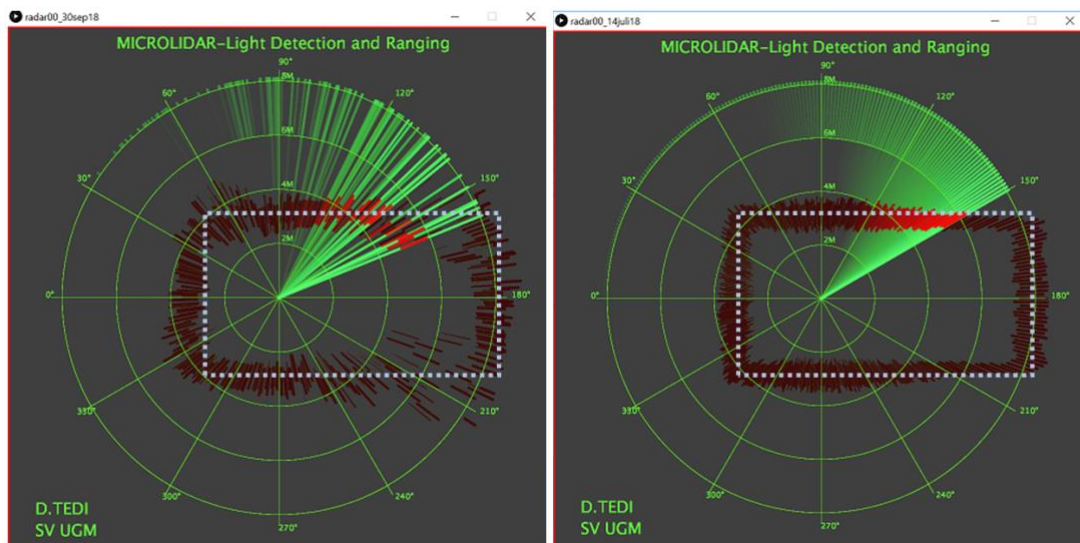 radar00_30sep18
MICROLIDAR-Light Detection and Ranging
90°
8M
60°
120°
6M
30°
150°
4M
2M
0°
180°
330°
210°
300°
240°
270°
D.TEDI
SV UGM
radar00_14juli18
MICROLIDAR-Light Detection and Ranging
90°
8M
60°
120°
6M
30°
150°
4M
2M
0°
180°
330°
210°
300°
240°
270°
D.TEDI
SV UGM